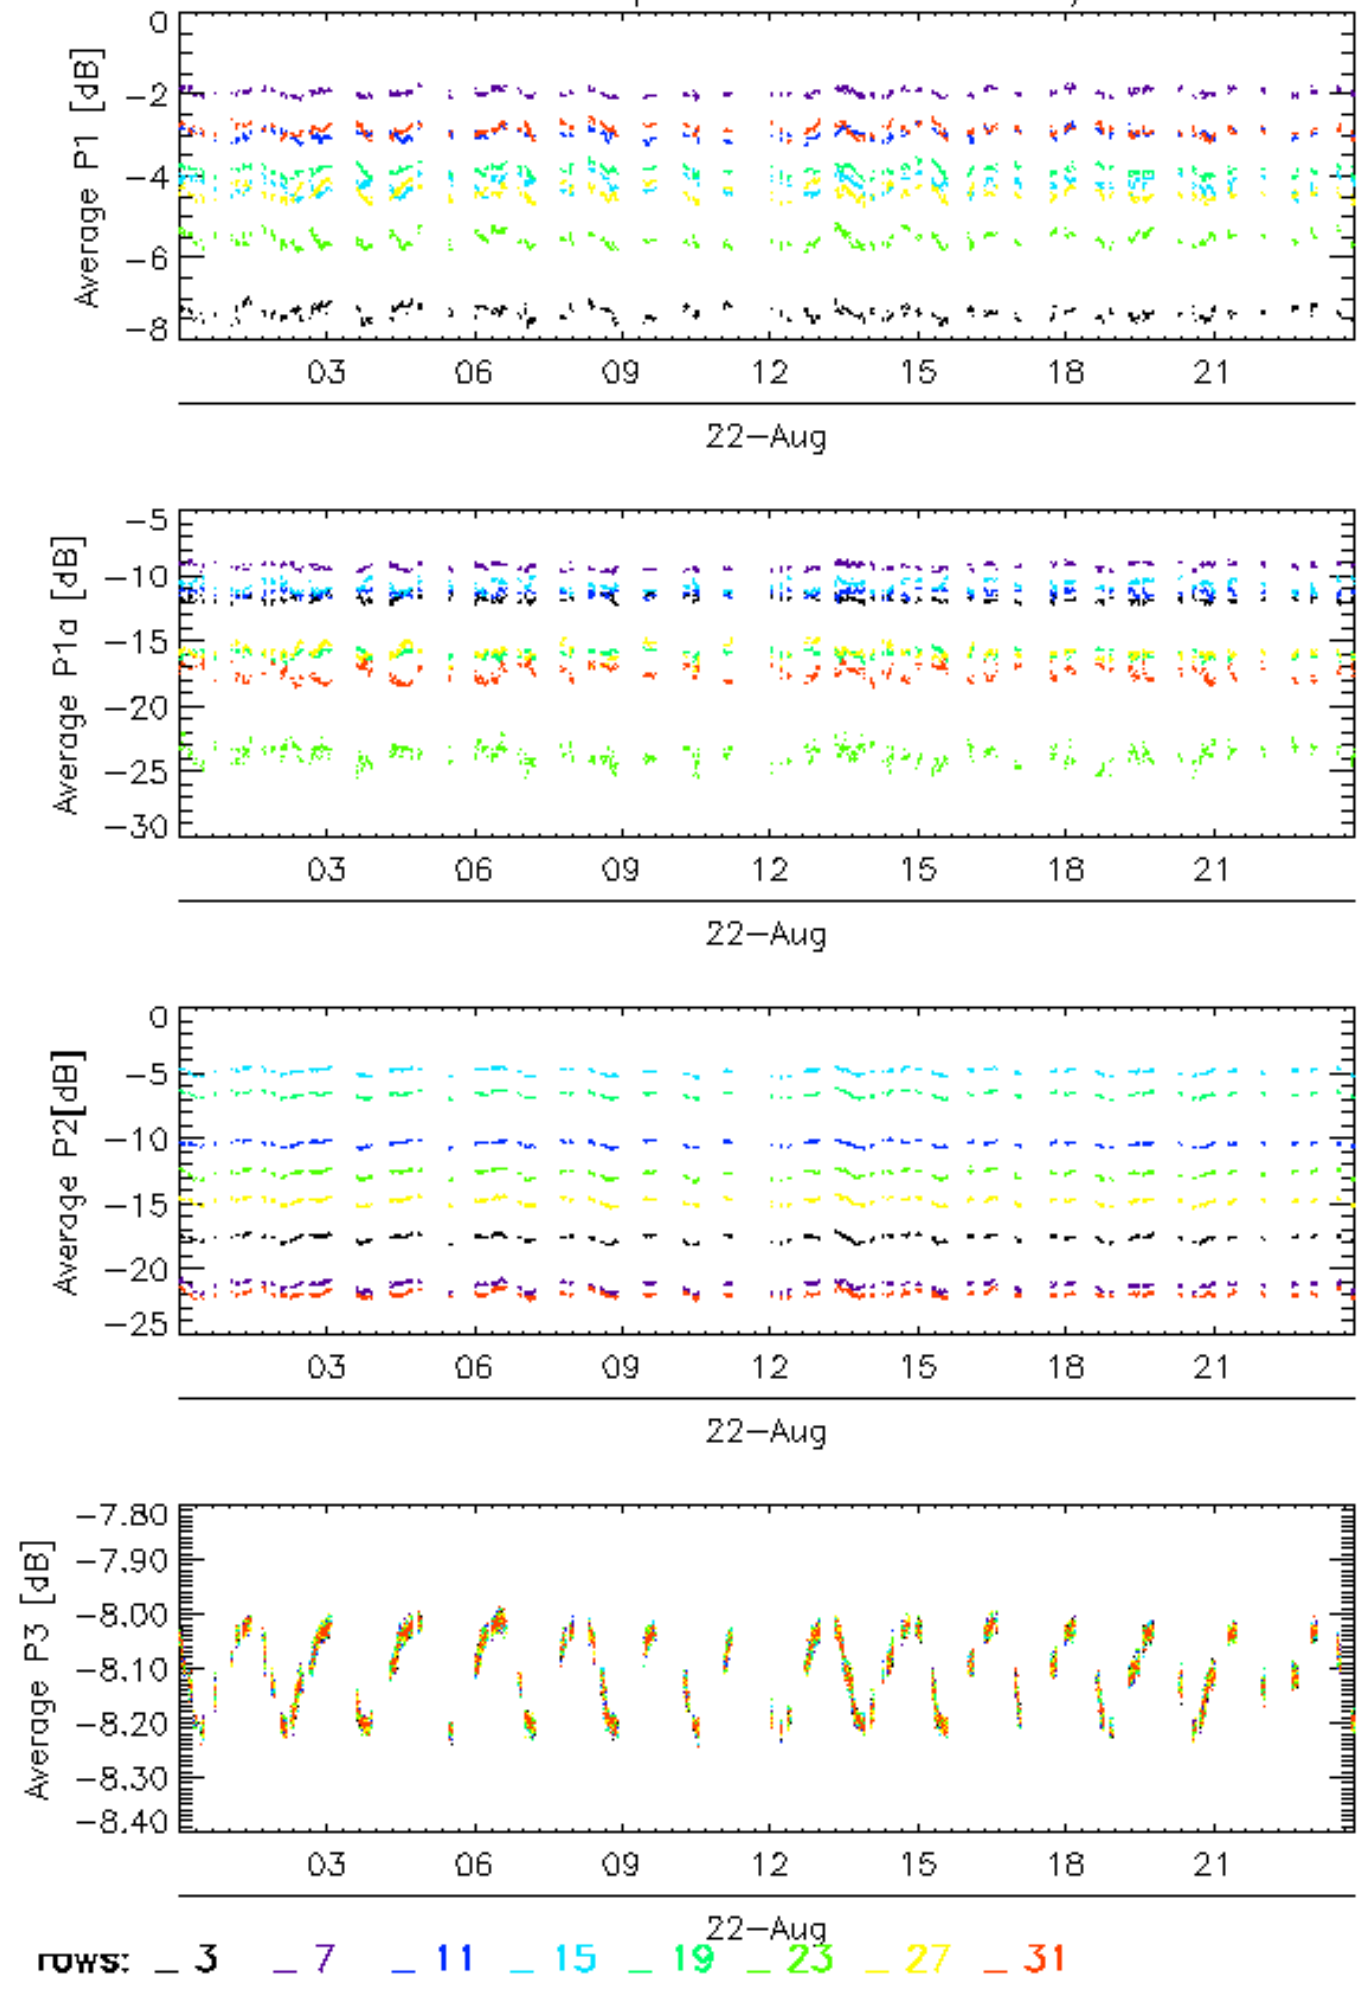 Average P1 [dB]
0
−2
−4
−6
−8
03 06 09 12 15 18 21
22−Aug
Average P1a [dB]
−5
−10
−15
−20
−25
−30
03 06 09 12 15 18 21
22−Aug
Average P2[dB]
0
−5
−10
−15
−20
−25
03 06 09 12 15 18 21
22−Aug
Average P3 [dB]
−7.80
−7.90
−8.00
−8.10
−8.20
−8.30
−8.40
03 06 09 12 15 18 21
22−Aug
rows: _ 3 _ 7 _ 11 _ 15 _ 19 _ 23 _ 27 _ 31